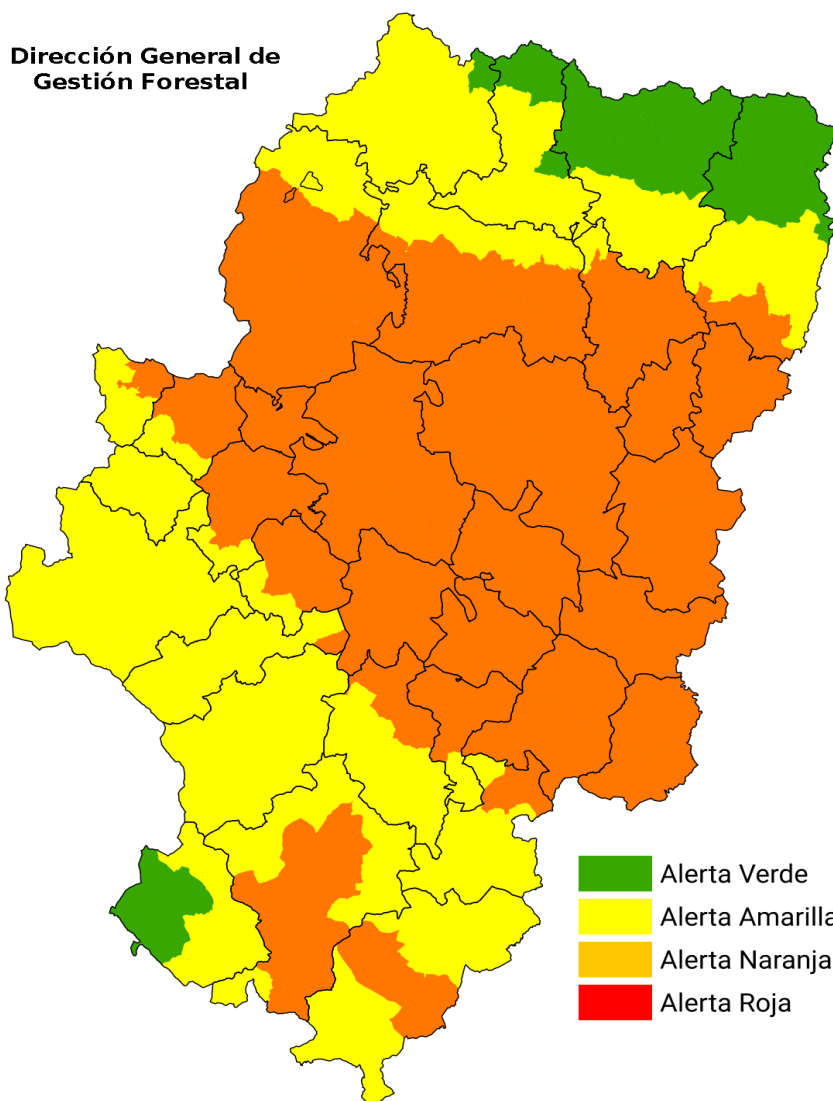 Dirección General de
Gestión Forestal
Alerta Verde
Alerta Amarilla
Alerta Naranja
Alerta Roja